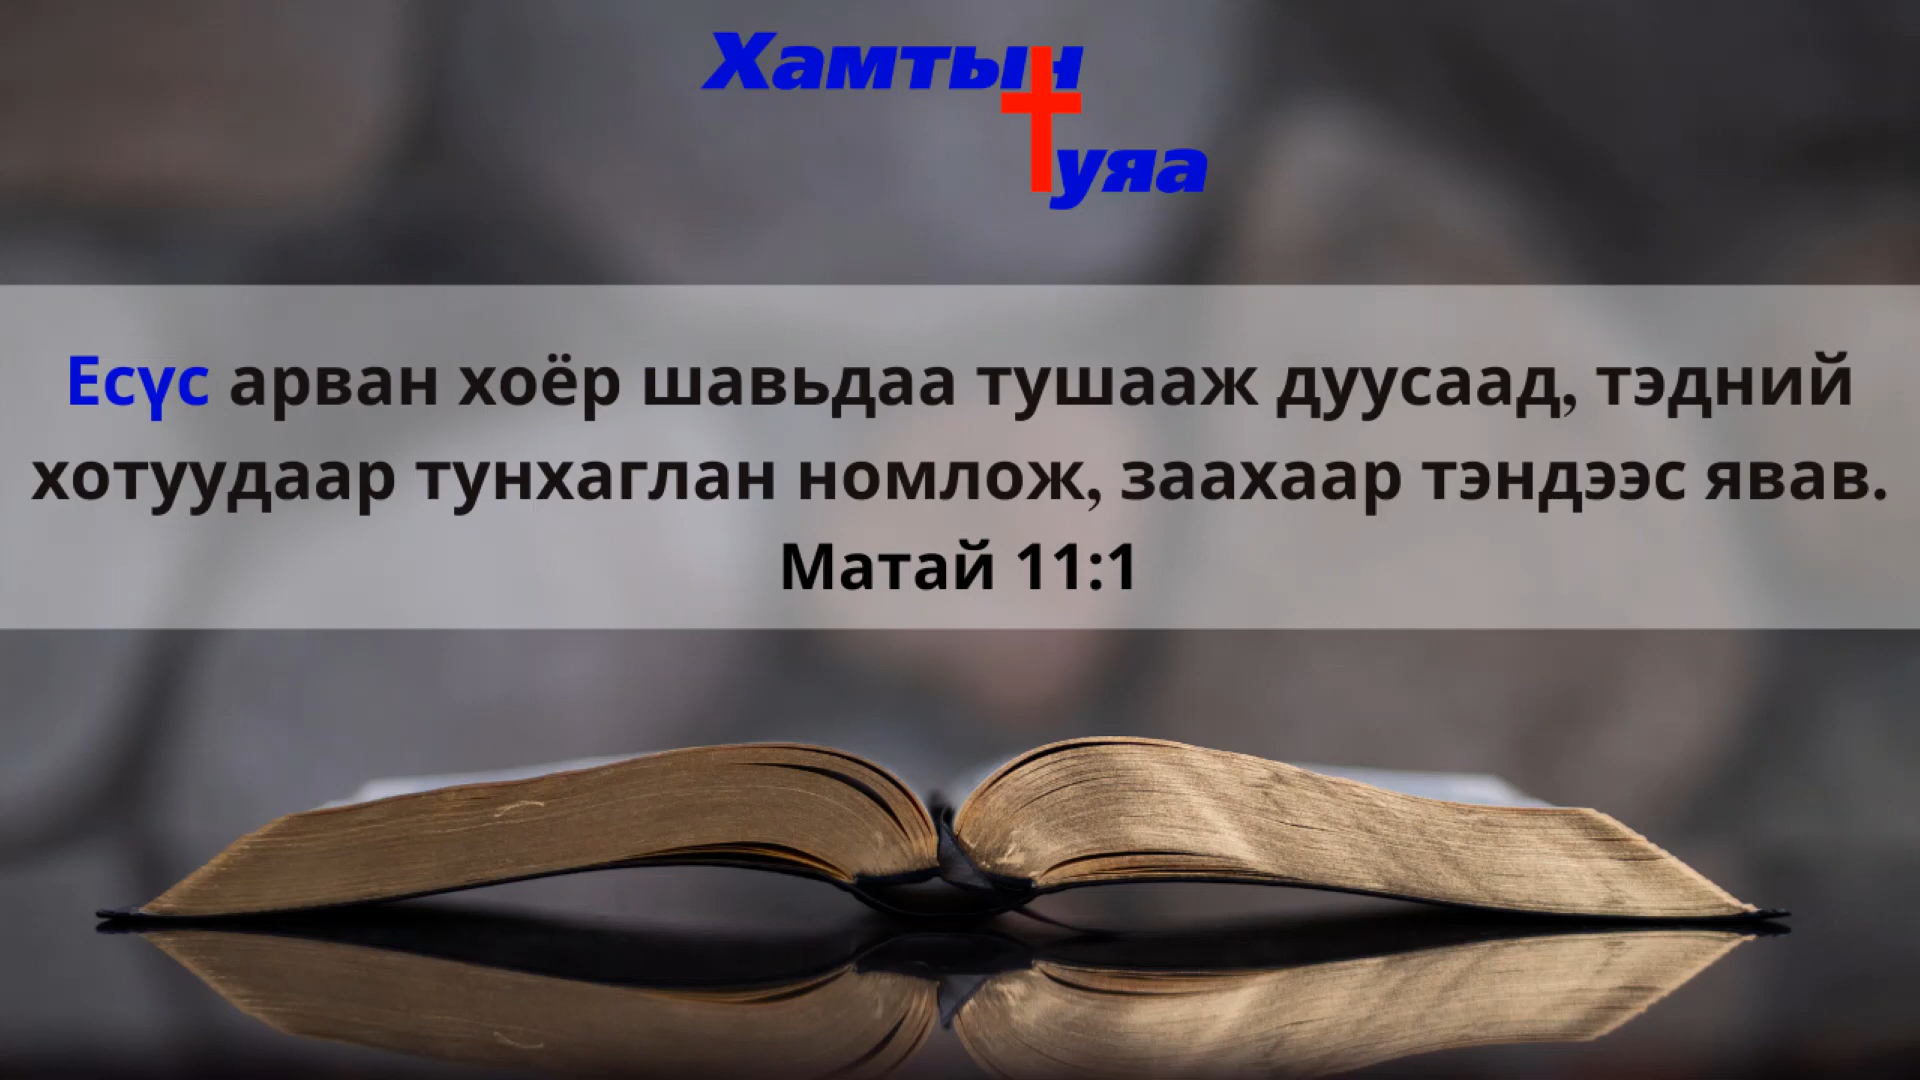 Хамтын
Туяа
Есүс арван хоёр шавьдаа тушааж дуусаад, тэдний
хотуудаар тунхаглан номлож, заахаар тэндээс явав.
Матай 11:1